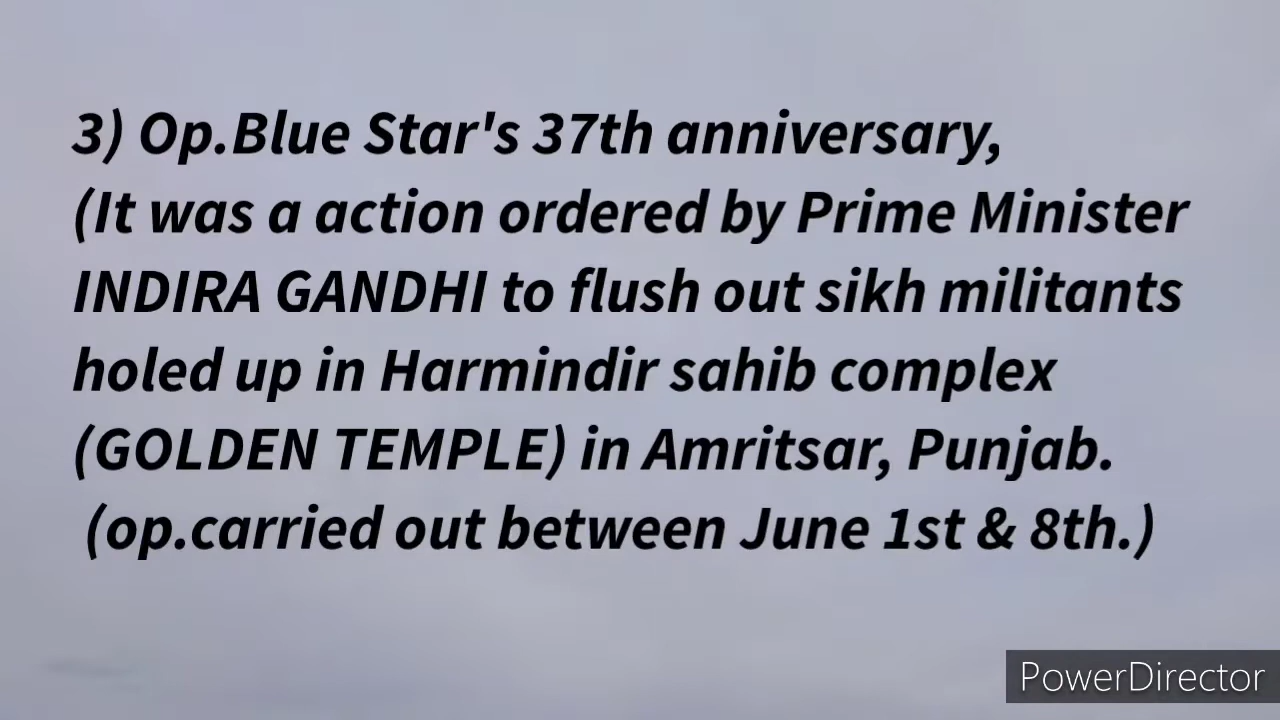 3) Op.Blue Star's 37th anniversary,
(It was a action ordered by Prime Minister
INDIRA GANDHI to flush out sikh militants
holed up in Harmindir sahib complex
(GOLDEN TEMPLE) in Amritsar, Punjab.
(op.carried out between June 1st & 8th.)
PowerDirector